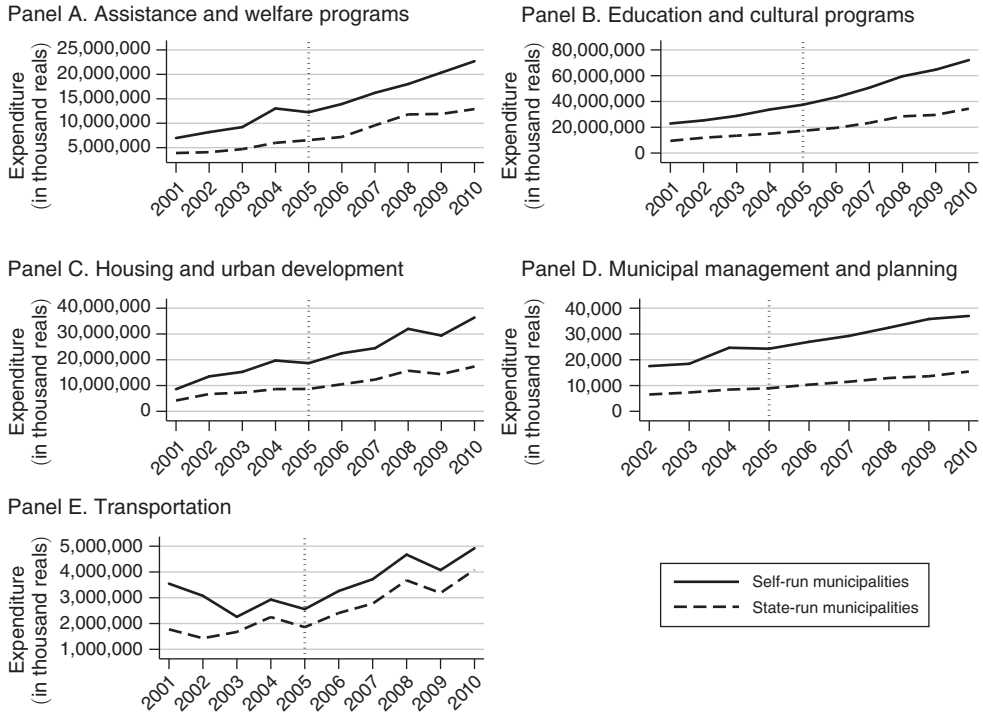 Panel A. Assistance and welfare programs
Expenditure
(in thousand reals)
25,000,000
20,000,000
15,000,000
10,000,000
5,000,000
2001 2002 2003 2004 2005 2006 2007 2008 2009 2010
Panel B. Education and cultural programs
Expenditure
(in thousand reals)
80,000,000
60,000,000
40,000,000
20,000,000
0
2001 2002 2003 2004 2005 2006 2007 2008 2009 2010
Panel C. Housing and urban development
Expenditure
(in thousand reals)
40,000,000
30,000,000
20,000,000
10,000,000
0
2001 2002 2003 2004 2005 2006 2007 2008 2009 2010
Panel D. Municipal management and planning
Expenditure
(in thousand reals)
40,000
30,000
20,000
10,000
0
2002 2003 2004 2005 2006 2007 2008 2009 2010
Panel E. Transportation
Expenditure
(in thousand reals)
5,000,000
4,000,000
3,000,000
2,000,000
1,000,000
2001 2002 2003 2004 2005 2006 2007 2008 2009 2010
Self-run municipalities
State-run municipalities